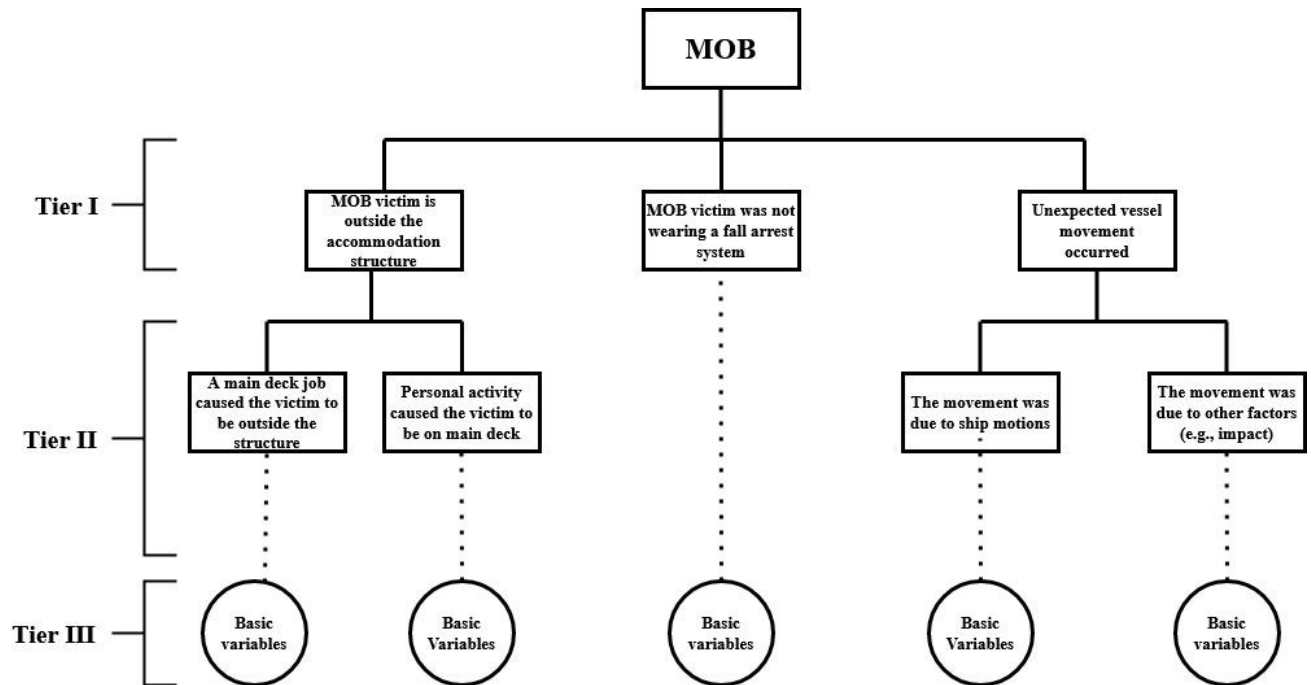 MOB
Tier I
MOB victim is
outside the
accommodation
structure
MOB victim was not
wearing a fall arrest
system
Unexpected vessel
movement
occurred
Tier II
A main deck job
caused the victim to
be outside the
structure
Personal activity
caused the victim to
be on main deck
The movement was
due to ship motions
The movement was
due to other factors
(e.g., impact)
Tier III
Basic
variables
Basic
Variables
Basic
variables
Basic
Variables
Basic
variables